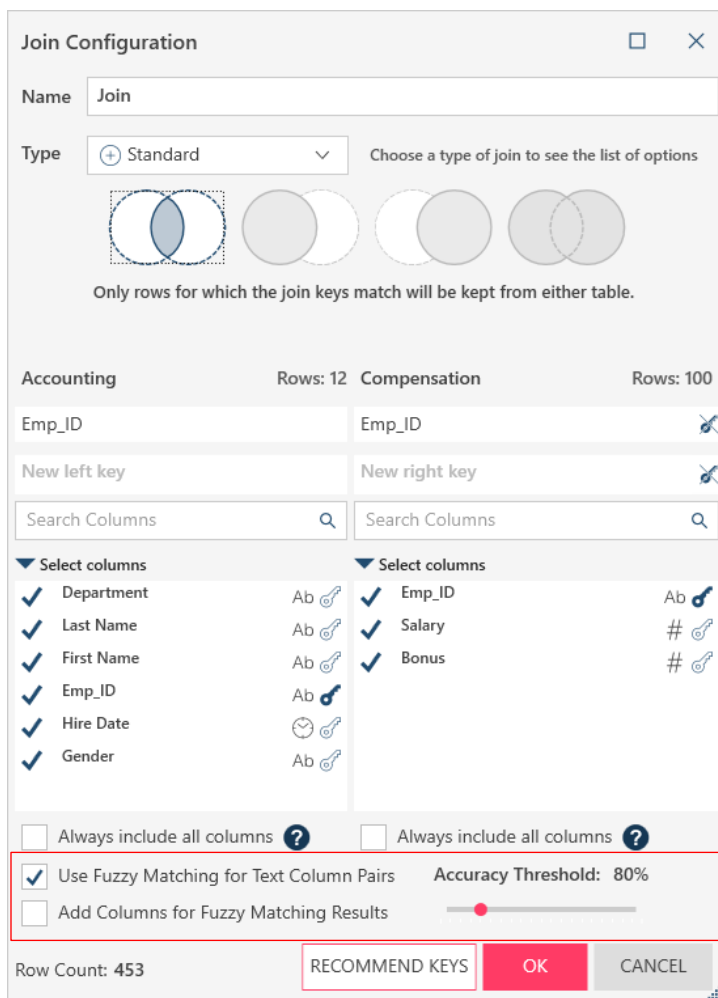 Join Configuration
Name Join
Type Standard Choose a type of join to see the list of options
Only rows for which the join keys match will be kept from either table.
Accounting Rows: 12 Compensation Rows: 100
Emp_ID Emp_ID
New left key New right key
Search Columns Search Columns
Select columns Select columns
Department Ab Emp_ID Ab
Last Name Ab Salary #
First Name Ab Bonus #
Emp_ID Ab
Hire Date
Gender Ab
Always include all columns ? Always include all columns ?
Use Fuzzy Matching for Text Column Pairs Accuracy Threshold: 80%
Add Columns for Fuzzy Matching Results
Row Count: 453 RECOMMEND KEYS OK CANCEL